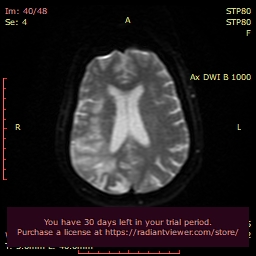 Im: 40/48
STP80
Se: 4
STP80
A
F
Ax DWI B 1000
R
L
You have 30 days left in your trial period.
Purchase a license at https://radiantviewer.com/store/